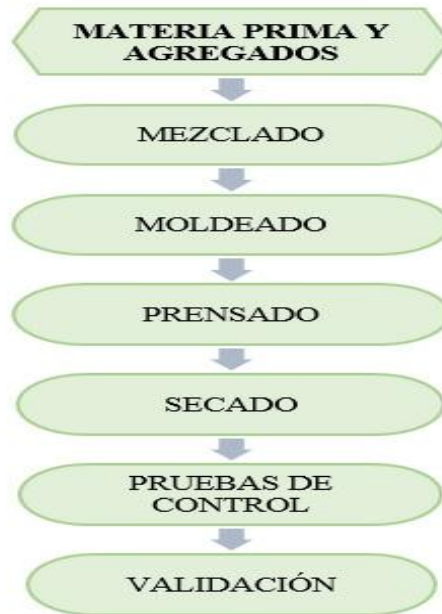 MATERIA PRIMA Y
AGREGADOS
MEZCLADO
MOLDEADO
PRENSADO
SECADO
PRUEBAS DE
CONTROL
VALIDACIÓN